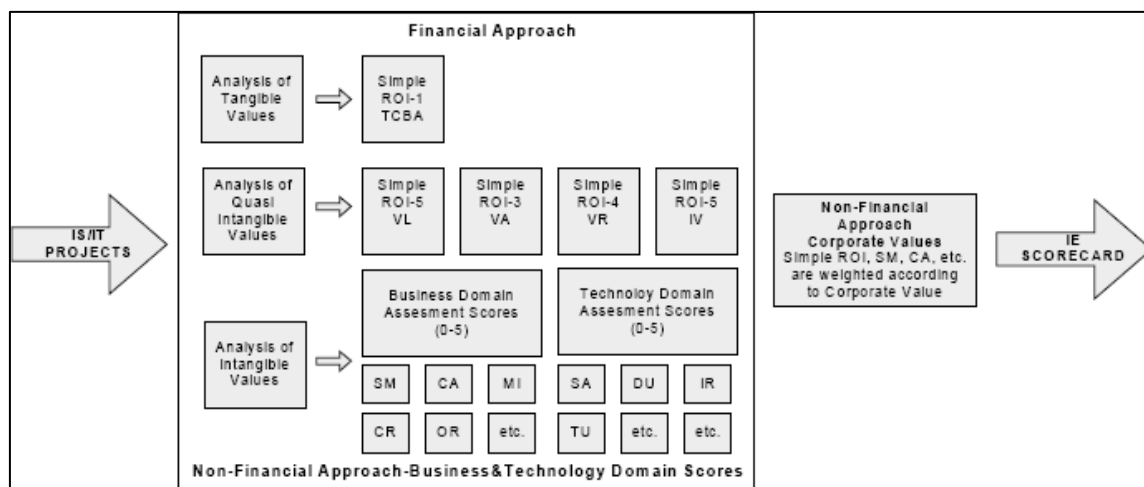 Financial Approach
Analysis of
Tangible
Values
Simple
ROI-1
TCBA
Analysis of
Quasi
Intangible
Values
Simple
ROI-5
VL
Simple
ROI-3
VA
Simple
ROI-4
VR
Simple
ROI-5
IV
IS/IT
PROJECTS
Non-Financial
Approach
Corporate Values
Simple ROI, SM, CA, etc.
are weighted according
to Corporate Value
IE
SCORECARD
Analysis of
Intangible
Values
Business Domain
Assesment Scores
(0-5)
Technoloy Domain
Assesment Scores
(0-5)
SM
CA
MI
SA
DU
IR
CR
OR
etc.
TU
etc.
etc.
Non-Financial Approach-Business&Technology Domain Scores